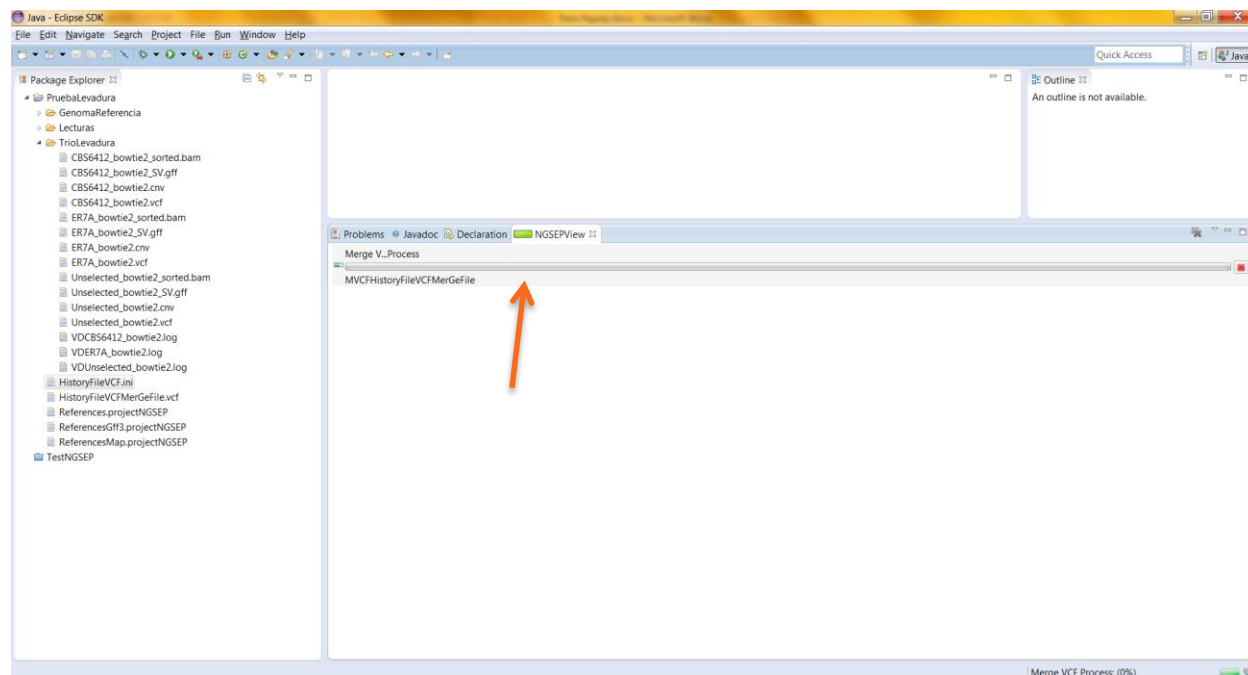 Java - Eclipse SDK
File Edit Navigate Search Project File Run Window Help
Quick Access
Java
Package Explorer
PruebaLevadura
GenomaReferencia
Lecturas
TrioLevadura
CBS6412_bowtie2_sorted.bam
CBS6412_bowtie2_SV.gff
CBS6412_bowtie2.cnv
CBS6412_bowtie2.vcf
ER7A_bowtie2_sorted.bam
ER7A_bowtie2_SV.gff
ER7A_bowtie2.cnv
ER7A_bowtie2.vcf
Unselected_bowtie2_sorted.bam
Unselected_bowtie2_SV.gff
Unselected_bowtie2.cnv
Unselected_bowtie2.vcf
VDCBS6412_bowtie2.log
VDER7A_bowtie2.log
VDUnselected_bowtie2.log
HistoryFileVCF.ini
HistoryFileVCFMerGeFile.vcf
References.projectNGSEP
ReferencesGff3.projectNGSEP
ReferencesMap.projectNGSEP
TestNGSEP
Outline
An outline is not available.
Problems Javadoc Declaration NGSEPView
Merge V...Process
MVCFHistoryFileVCFMerGeFile
Merge VCF Process: (0%)